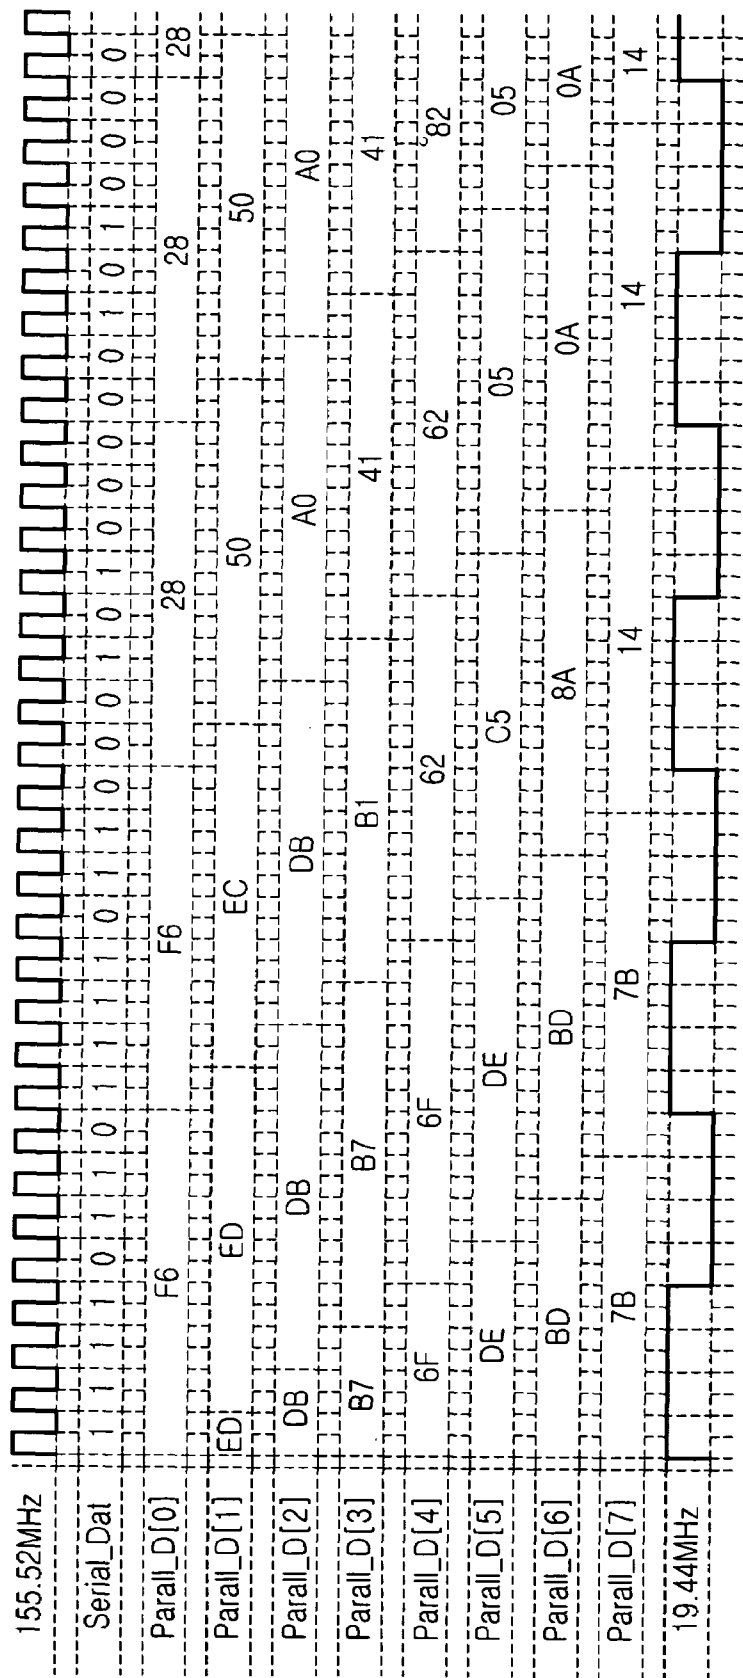 155.52MHz
Serial_Dat 1 1 1 1 0 1 1 0 1 1 1 1 0 1 1 0 0 0 1 0 1 0 0 0 0 0 1 0 1 0 0 0 0
Parall_D[0] F6 F6 28 28 28
Parall_D[1] ED ED EC 50 50
Parall_D[2] DB DB DB A0 A0
Parall_D[3] B7 B7 B1 41 41
Parall_D[4] 6F 6F 62 62 82
Parall_D[5] DE DE C5 05 05
Parall_D[6] BD BD 8A 0A 0A
Parall_D[7] 7B 7B 14 14 14
19.44MHz